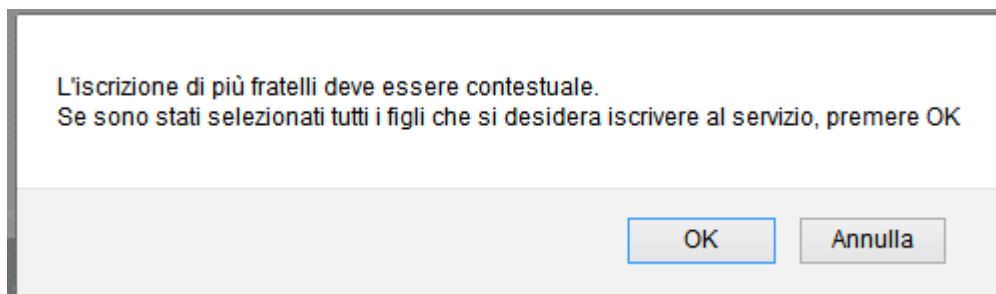 L'iscrizione di più fratelli deve essere contestuale.
Se sono stati selezionati tutti i figli che si desidera iscrivere al servizio, premere OK
OK
Annulla